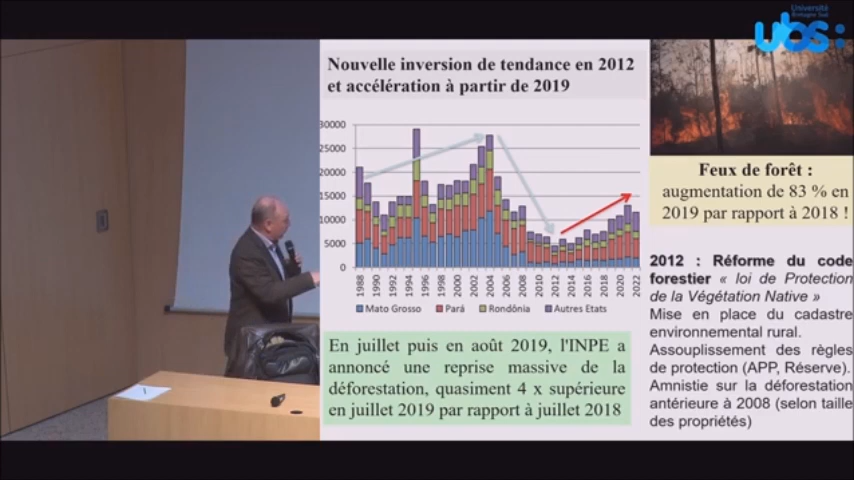 Université
Bretagne Sud
ubs:
Nouvelle inversion de tendance en 2012
et accélération à partir de 2019
30000
25000
20000
15000
10000
5000
0
1988 1990 1992 1994 1996 1998 2000 2002 2004 2006 2008 2010 2012 2014 2016 2018 2020 2022
Mato Grosso Pará Rondônia Autres Etats
En juillet puis en août 2019, l'INPE a
annoncé une reprise massive de la
déforestation, quasiment 4 x supérieure
en juillet 2019 par rapport à juillet 2018
Feux de forêt :
augmentation de 83 % en
2019 par rapport à 2018 !
2012 : Réforme du code
forestier « loi de Protection
de la Végétation Native »
Mise en place du cadastre
environnemental rural.
Assouplissement des règles
de protection (APP, Réserve).
Amnistie sur la déforestation
antérieure à 2008 (selon taille
des propriétés)